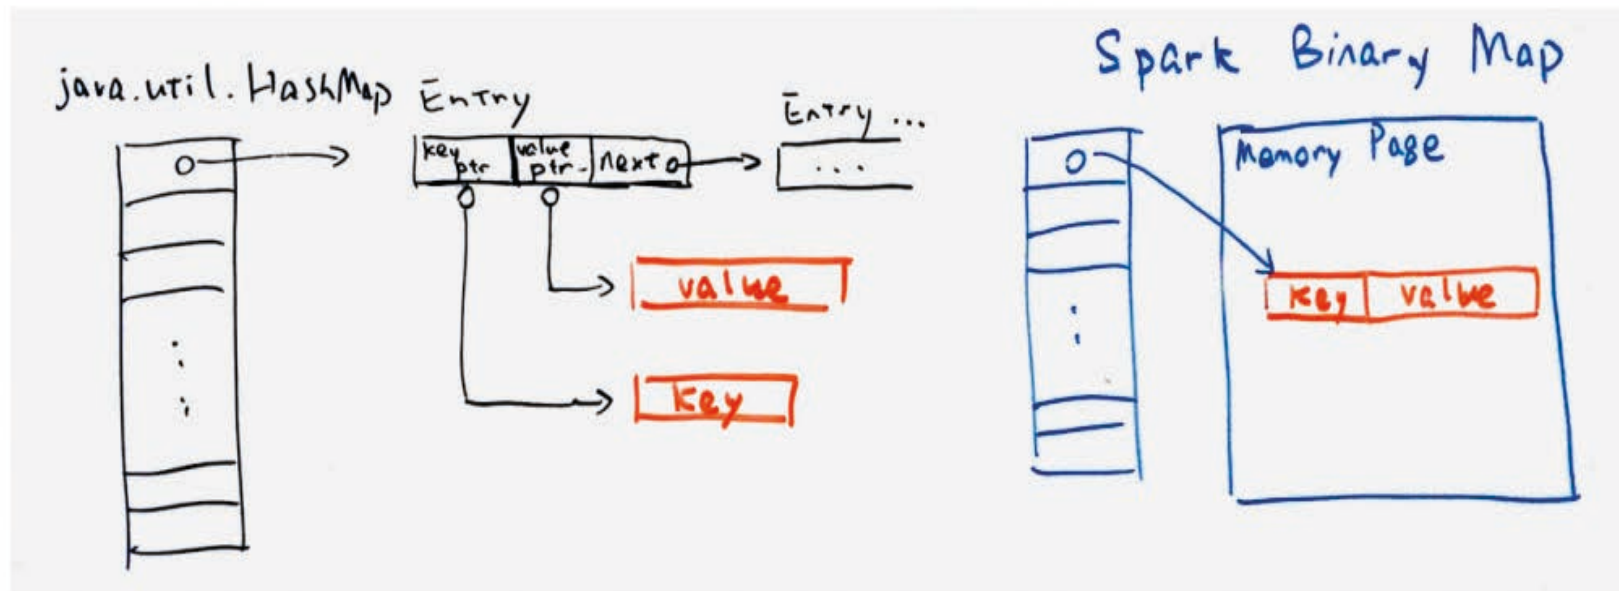 java.util.HashMap
Entry
key ptr
value ptr
next
Entry ...
...
value
key
Spark Binary Map
Memory Page
key
value